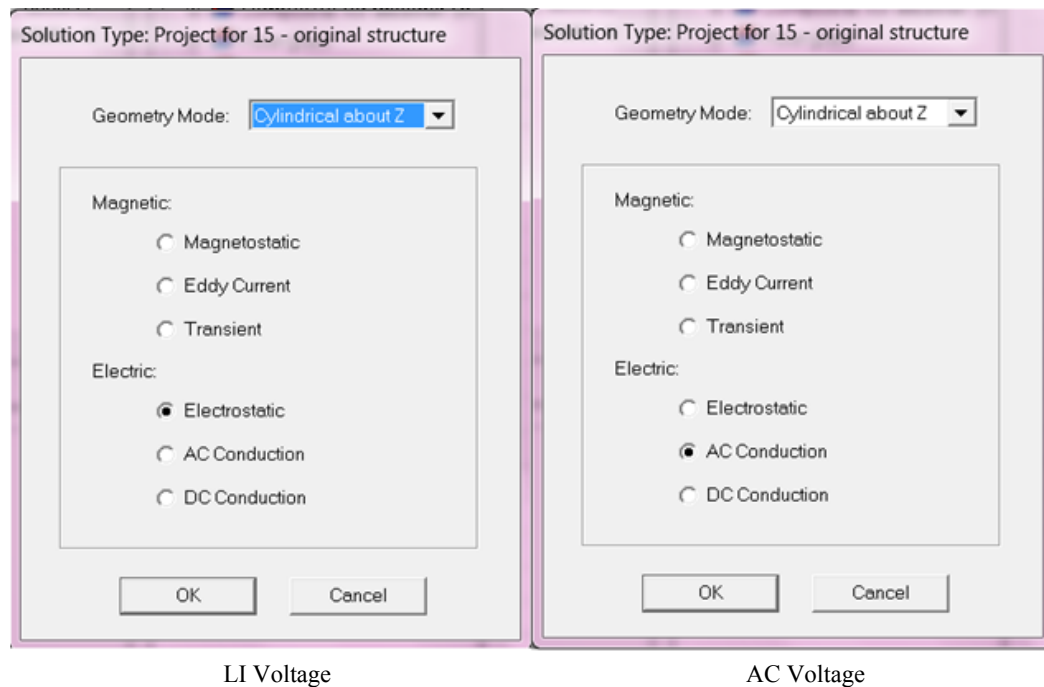 Solution Type: Project for 15 - original structure
Geometry Mode: Cylindrical about Z
Magnetic:
Magnetostatic
Eddy Current
Transient
Electric:
Electrostatic
AC Conduction
DC Conduction
OK Cancel
LI Voltage
Solution Type: Project for 15 - original structure
Geometry Mode: Cylindrical about Z
Magnetic:
Magnetostatic
Eddy Current
Transient
Electric:
Electrostatic
AC Conduction
DC Conduction
OK Cancel
AC Voltage